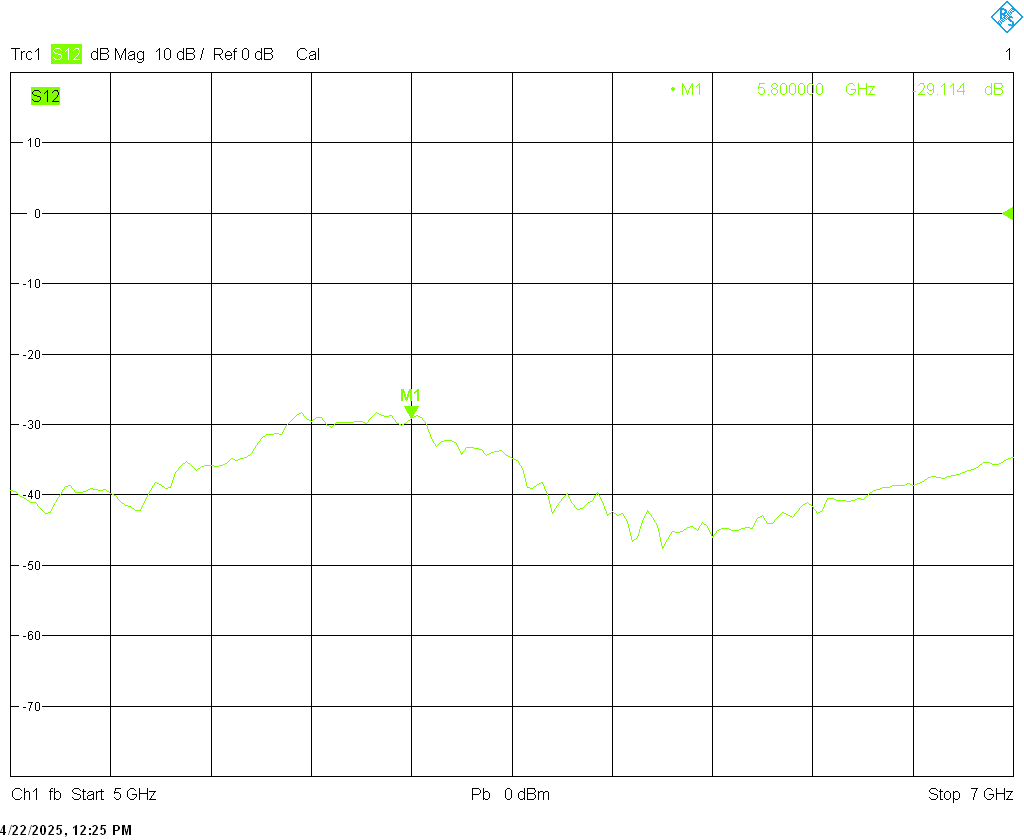 R&S
Trc1 S12 dB Mag 10 dB / Ref 0 dB Cal 1
S12 • M1 5.800000 GHz -29.114 dB
10
0
-10
-20
M1
-30
-40
-50
-60
-70
Ch1 fb Start 5 GHz Pb 0 dBm Stop 7 GHz
4/22/2025, 12:25 PM